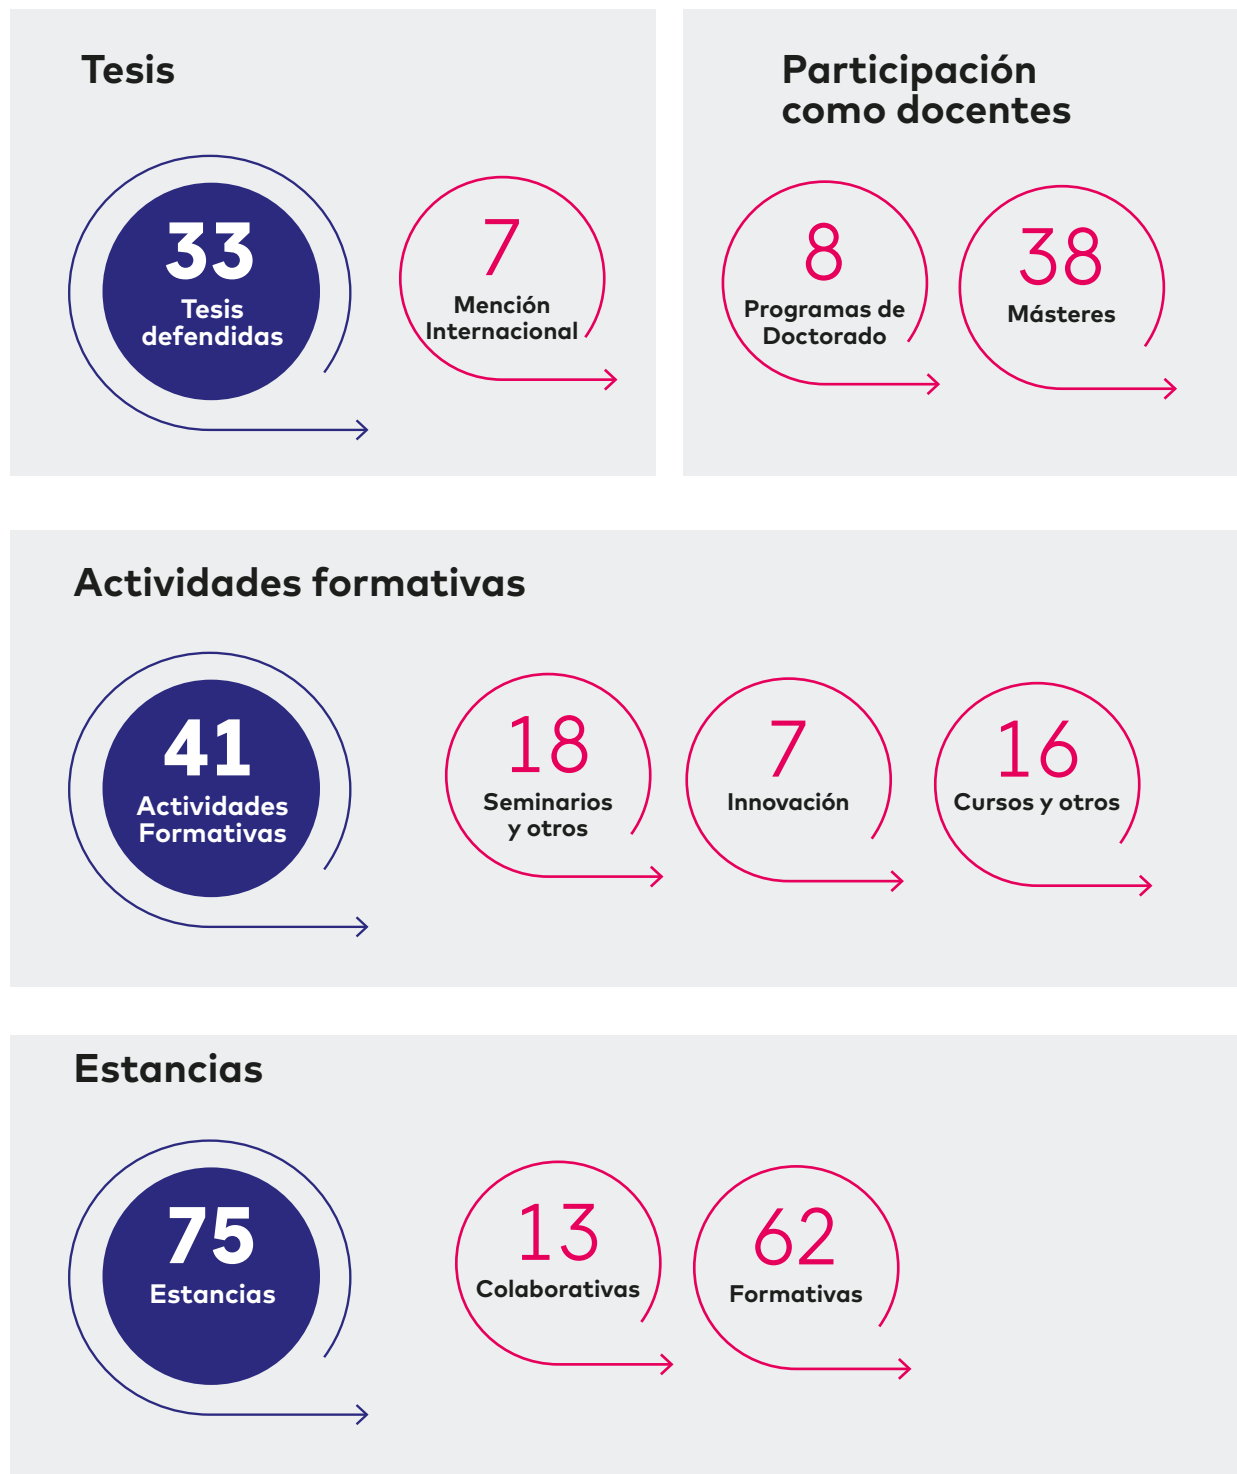 Tesis
33
Tesis
defendidas
7
Mención
Internacional
Participación
como docentes
8
Programas de
Doctorado
38
Másteres
Actividades formativas
41
Actividades
Formativas
18
Seminarios
y otros
7
Innovación
16
Cursos y otros
Estancias
75
Estancias
13
Colaborativas
62
Formativas